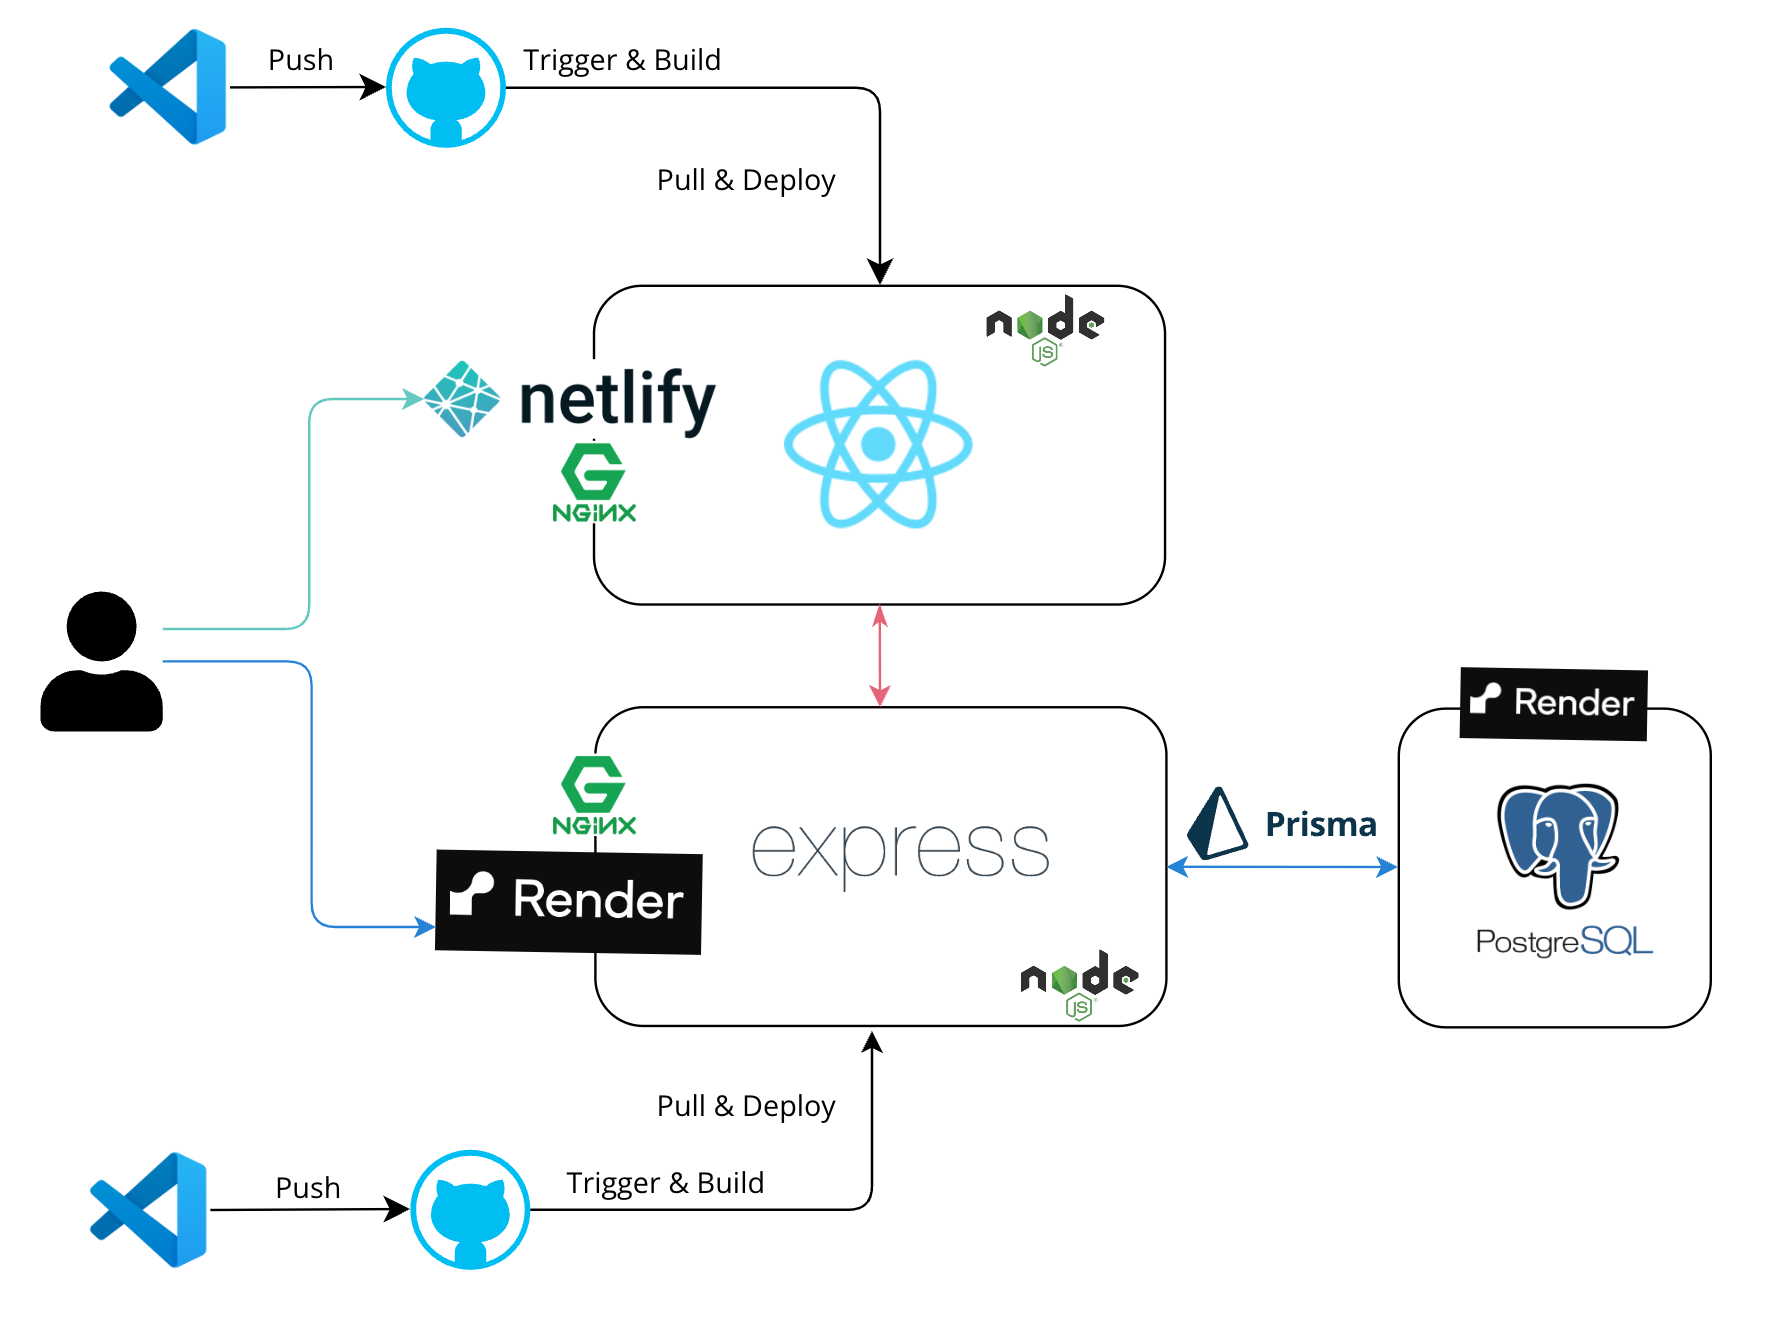 Push
Trigger & Build
Pull & Deploy
node
JS
netlify
NGiNX
Render
Prisma
NGiNX
express
Render
PostgreSQL
node
JS
Pull & Deploy
Push
Trigger & Build